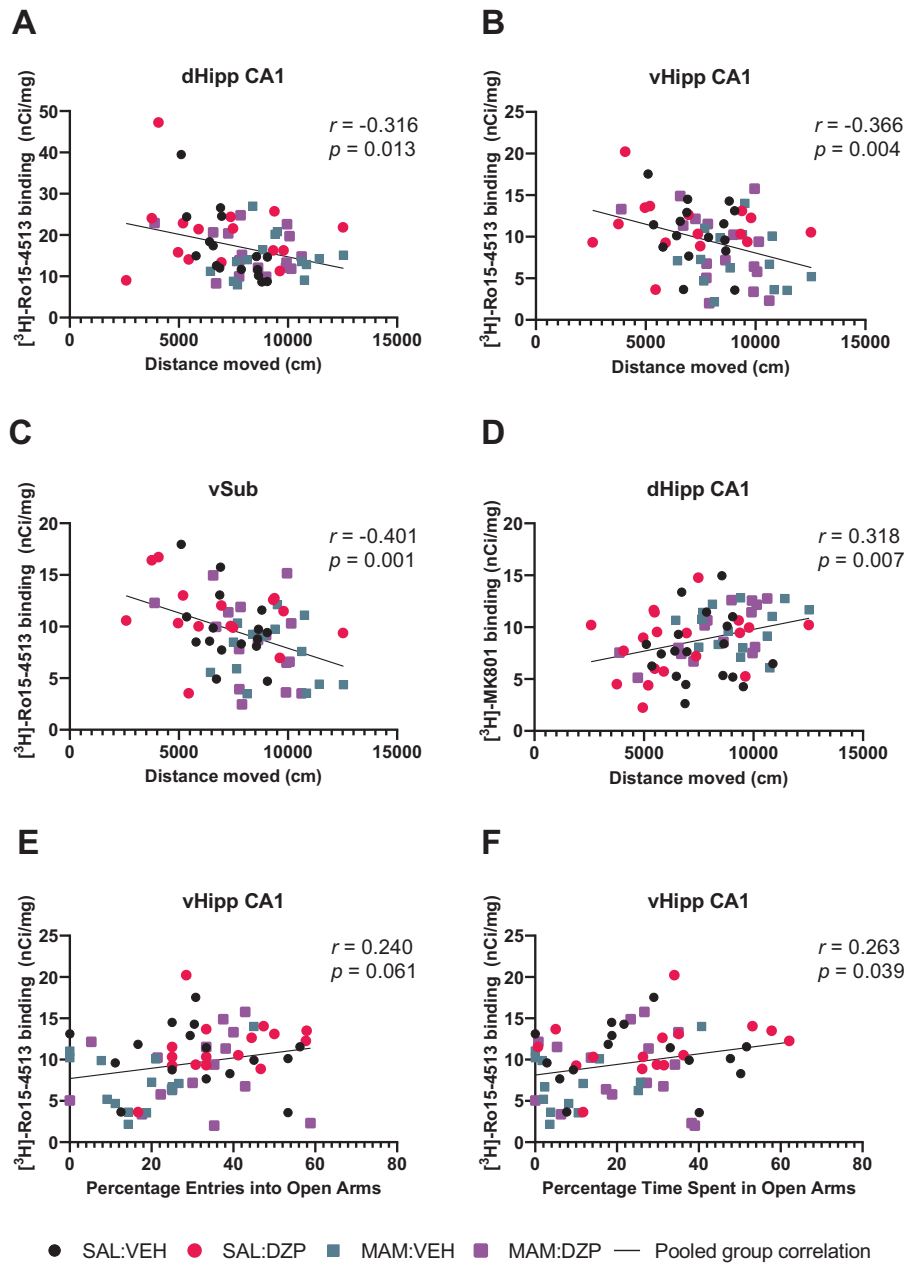 A
dHipp CA1
[³H]-Ro15-4513 binding (nCi/mg)
50
40
30
20
10
0
0
5000
10000
15000
Distance moved (cm)
r = -0.316
p = 0.013
B
vHipp CA1
[³H]-Ro15-4513 binding (nCi/mg)
25
20
15
10
5
0
0
5000
10000
15000
Distance moved (cm)
r = -0.366
p = 0.004
C
vSub
[³H]-Ro15-4513 binding (nCi/mg)
20
15
10
5
0
0
5000
10000
15000
Distance moved (cm)
r = -0.401
p = 0.001
D
dHipp CA1
[³H]-MK801 binding (nCi/mg)
20
15
10
5
0
0
5000
10000
15000
Distance moved (cm)
r = 0.318
p = 0.007
E
vHipp CA1
[³H]-Ro15-4513 binding (nCi/mg)
25
20
15
10
5
0
0
20
40
60
80
Percentage Entries into Open Arms
r = 0.240
p = 0.061
F
vHipp CA1
[³H]-Ro15-4513 binding (nCi/mg)
25
20
15
10
5
0
0
20
40
60
80
Percentage Time Spent in Open Arms
r = 0.263
p = 0.039
SAL:VEH SAL:DZP MAM:VEH MAM:DZP Pooled group correlation